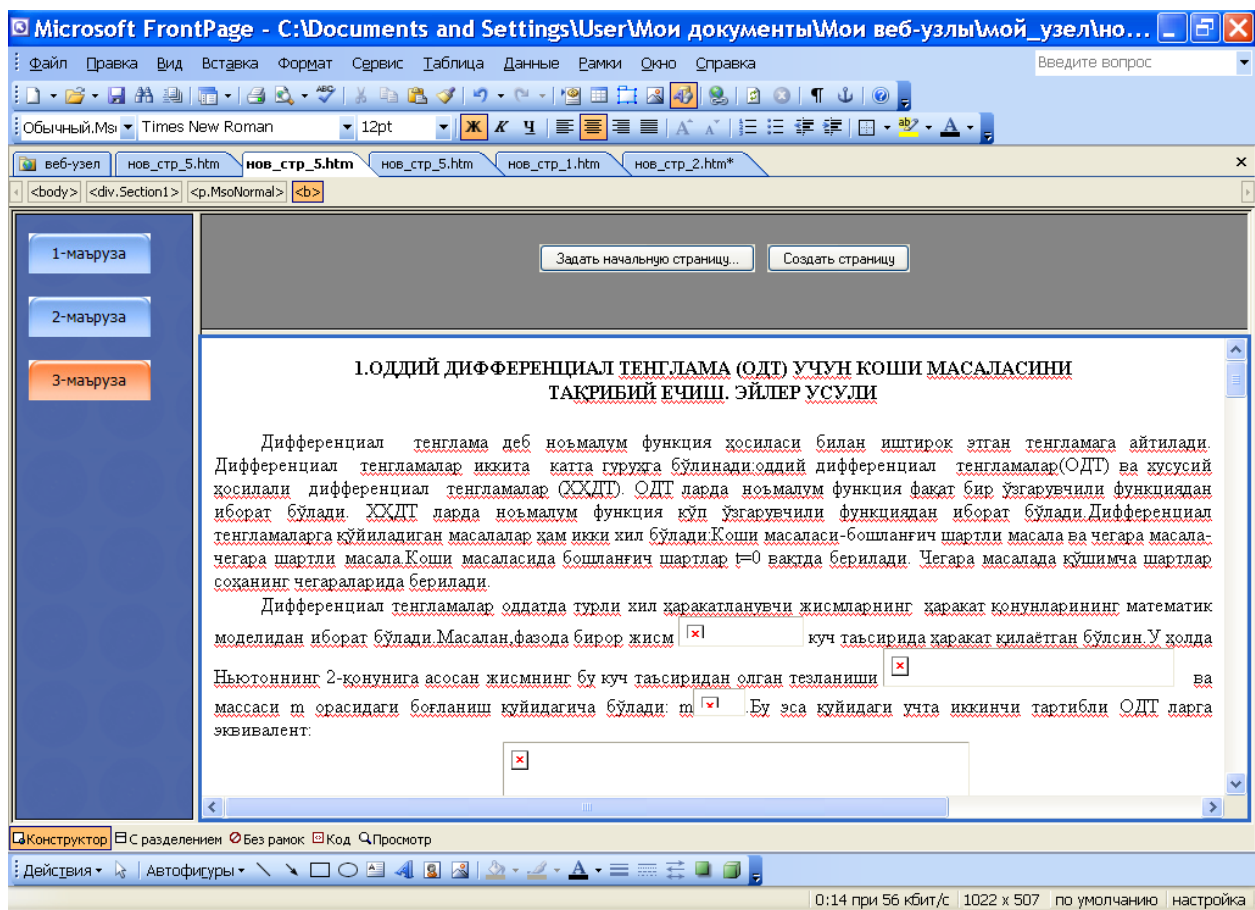 Microsoft FrontPage - C:\Documents and Settings\User\Мои документы\Мои веб-узлы\мой_узел\но...
Файл Правка Вид Вставка Формат Сервис Таблица Данные Рамки Окно Справка Введите вопрос
Обычный.Ms Times New Roman 12pt Ж К Ч
веб-узел нов_стр_5.htm нов_стр_5.htm нов_стр_5.htm нов_стр_1.htm нов_стр_2.htm*
<body> <div.Section1> <p.MsoNormal> <b>
1-маъруза
2-маъруза
3-маъруза
Задать начальную страницу... Создать страницу
1.ОДДИЙ ДИФФЕРЕНЦИАЛ ТЕНГЛАМА (ОДТ) УЧУН КОШИ МАСАЛАСИНИ
ТАҚРИБИЙ ЕЧИШ. ЭЙЛЕР УСУЛИ
Дифференциал тенглама деб ноъмалум функция ҳосиласи билан иштирок этган тенгламага айтилади.
Дифференциал тенгламалар иккита катта гуруҳга бўлинади:оддий дифференциал тенгламалар(ОДТ) ва хусусий
ҳосилали дифференциал тенгламалар (ХҲДТ). ОДТ ларда ноъмалум функция фақат бир ўзгарувчили функциядан
иборат бўлади. ХҲДТ ларда ноъмалум функция кўп ўзгарувчили функциядан иборат бўлади.Дифференциал
тенгламаларга қўйиладиган масалалар ҳам икки хил бўлади:Коши масаласи-бошланғич шартли масала ва чегара масала-
чегара шартли масала.Коши масаласида бошланғич шартлар t=0 вақтда берилади. Чегара масалада қўшимча шартлар
соҳанинг чегараларида берилади.
Дифференциал тенгламалар оддатда турли хил ҳаракатланувчи жисмларнинг ҳаракат қонунларининг математик
моделидан иборат бўлади.Масалан,фазода бирор жисм куч таъсирида ҳаракат қилаётган бўлсин.У ҳолда
Ньютоннинг 2-қонунига асосан жисмнинг бу куч таъсиридан олган тезланиши ва
массаси m орасидаги боғланиш қуйидагича бўлади: m .Бу эса қуйидаги учта иккинчи тартибли ОДТ ларга
эквивалент:
Конструктор С разделением Без рамок Код Просмотр
Действия Автофигуры
0:14 при 56 кбит/с 1022 x 507 по умолчанию настройка